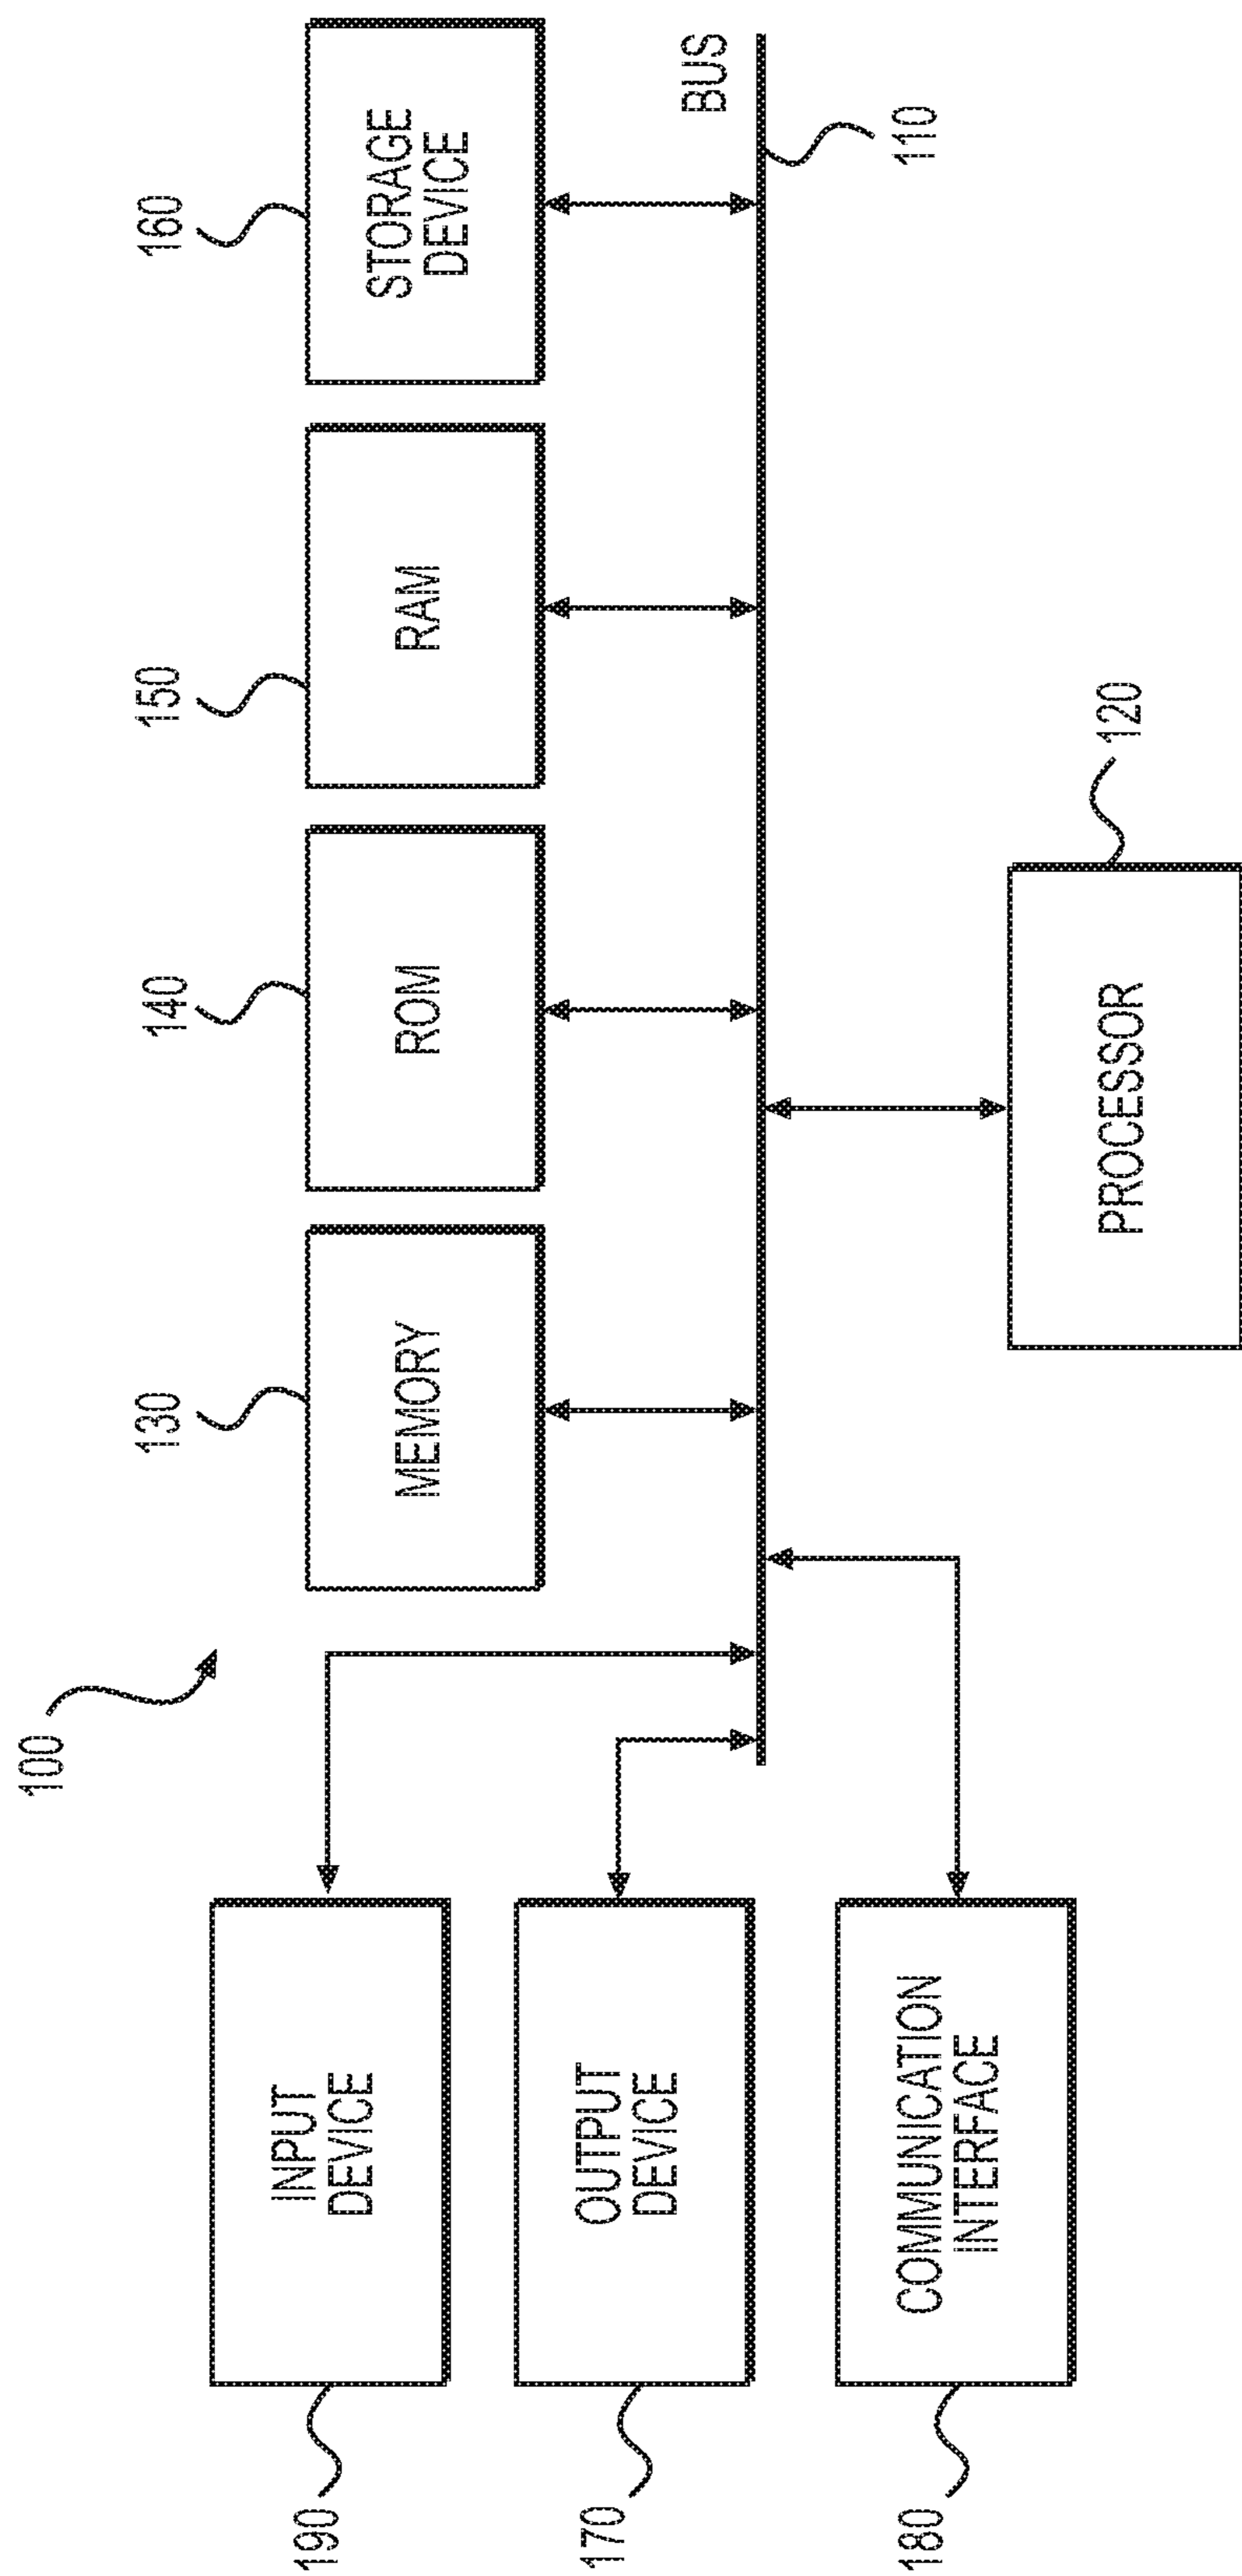 100
130
140
150
160
MEMORY
ROM
RAM
STORAGE
DEVICE
190
INPUT
DEVICE
170
OUTPUT
DEVICE
BUS
110
180
COMMUNICATION
INTERFACE
PROCESSOR
120